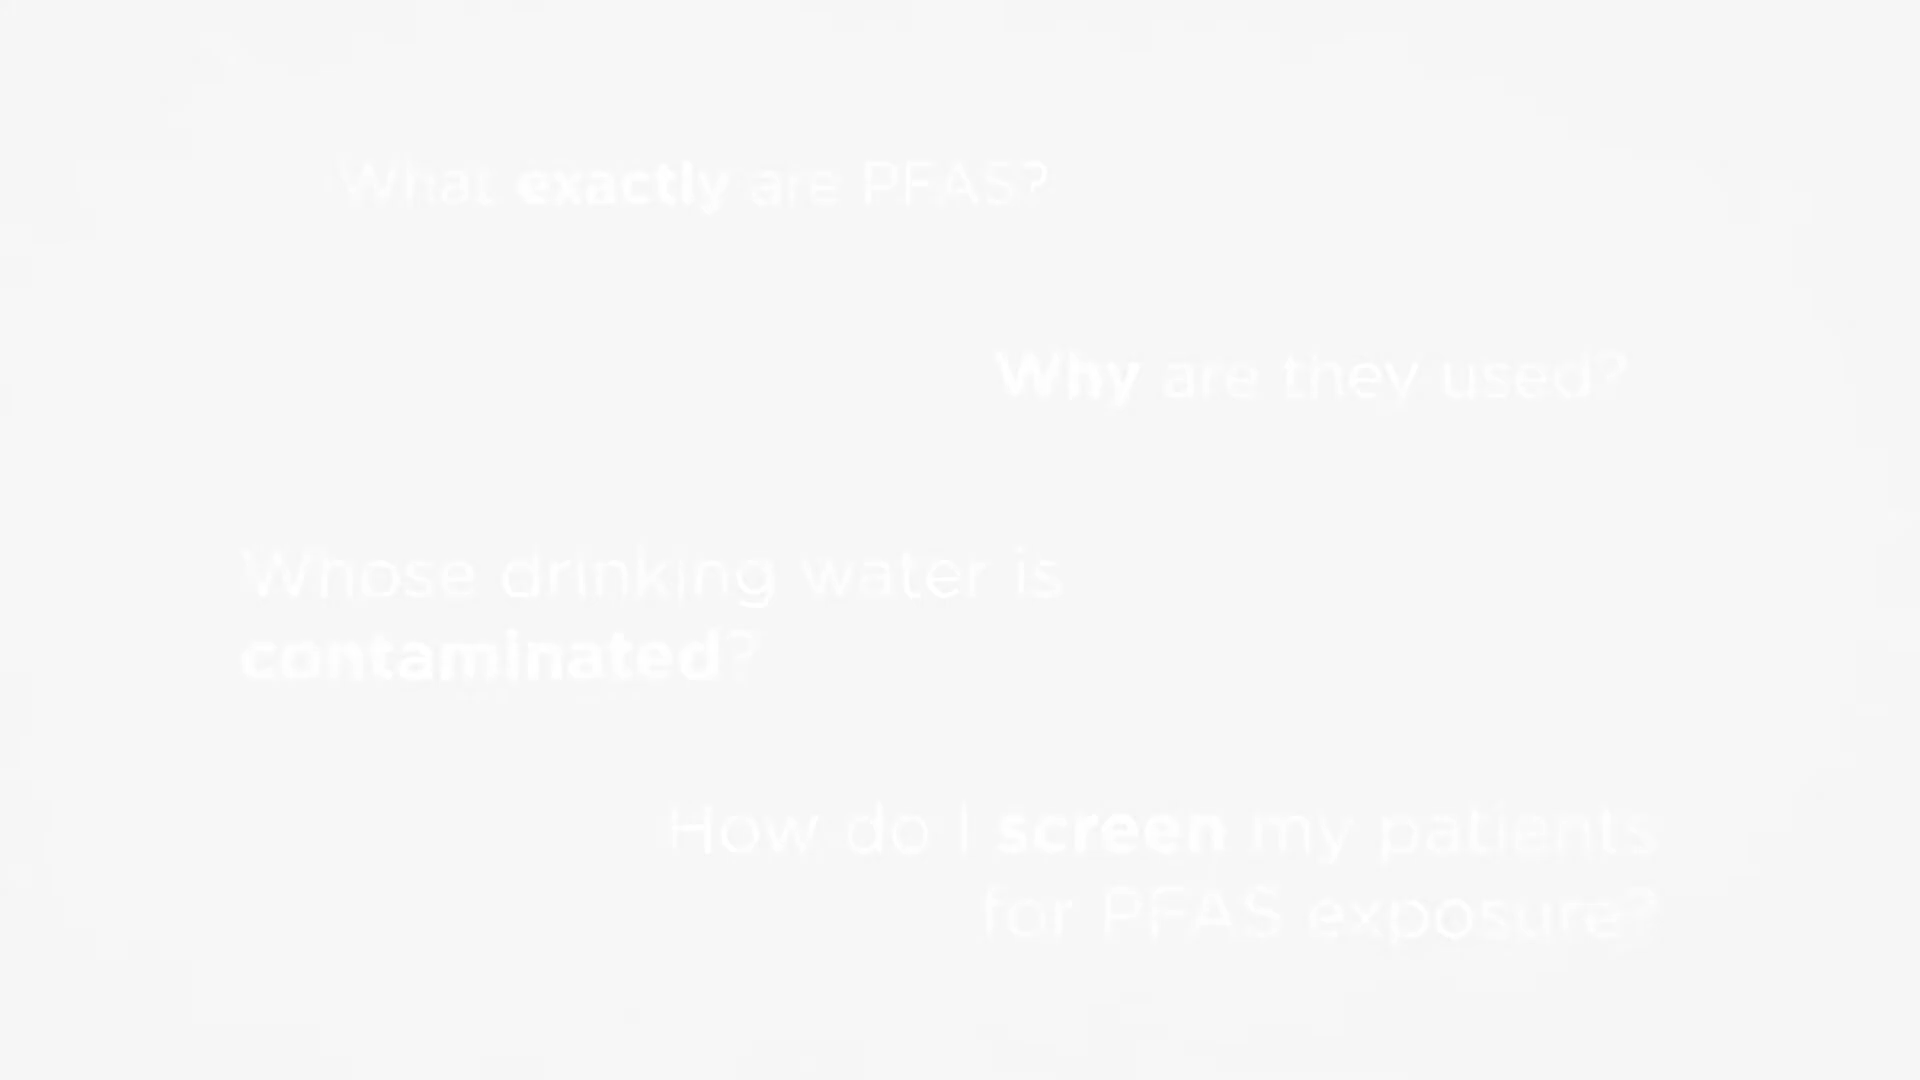 What exactly are PFAS?
Why are they used?
Whose drinking water is
contaminated?
How do I screen my patients
for PFAS exposure?